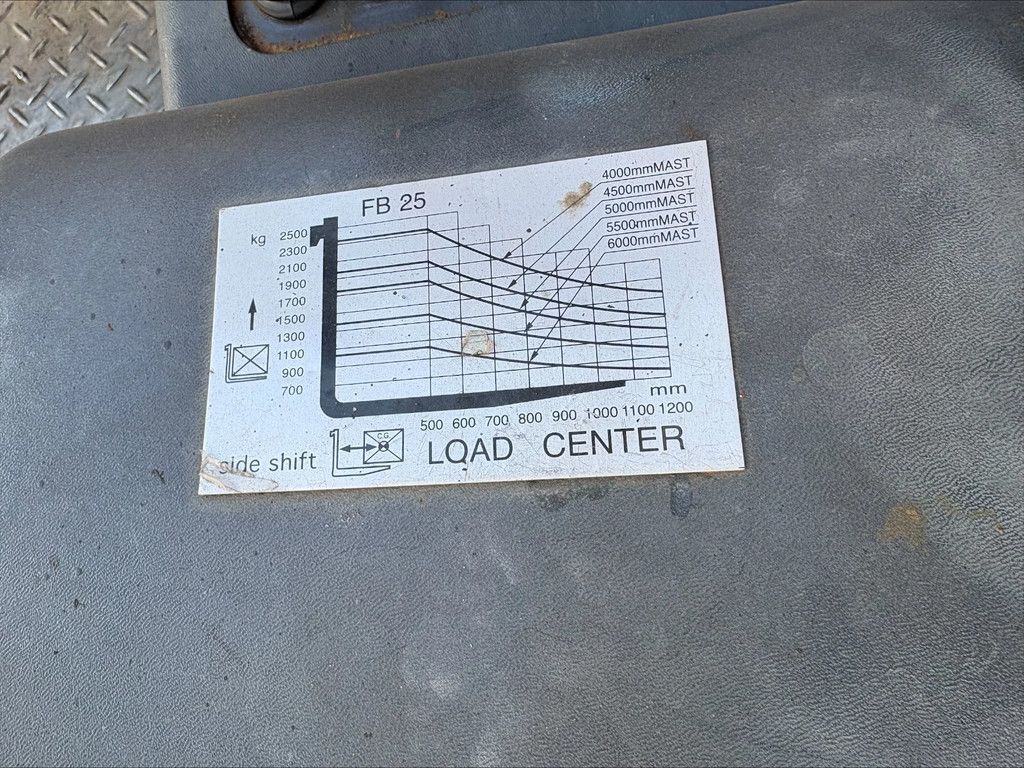 FB 25
4000mmMAST
4500mmMAST
5000mmMAST
5500mmMAST
6000mmMAST
kg 2500
2300
2100
1900
1700
1500
1300
1100
900
700
mm
500 600 700 800 900 1000 1100 1200
C.G.
side shift LOAD CENTER